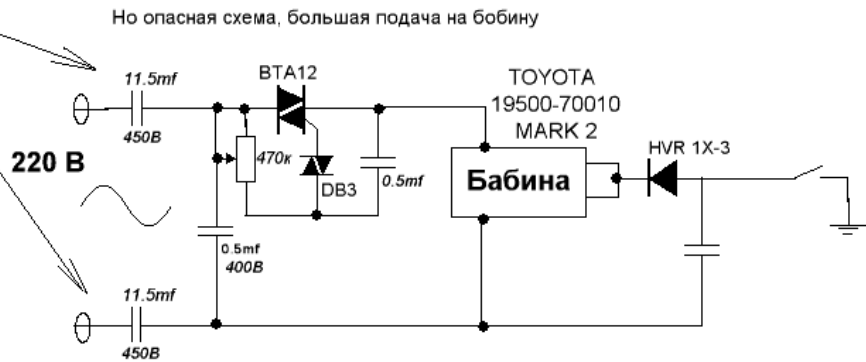 Но опасная схема, большая подача на бобину
11.5mf
450В
220 В
BTA12
470к
DB3
0.5mf
0.5mf
400В
TOYOTA
19500-70010
MARK 2
Бабина
HVR 1X-3
11.5mf
450В